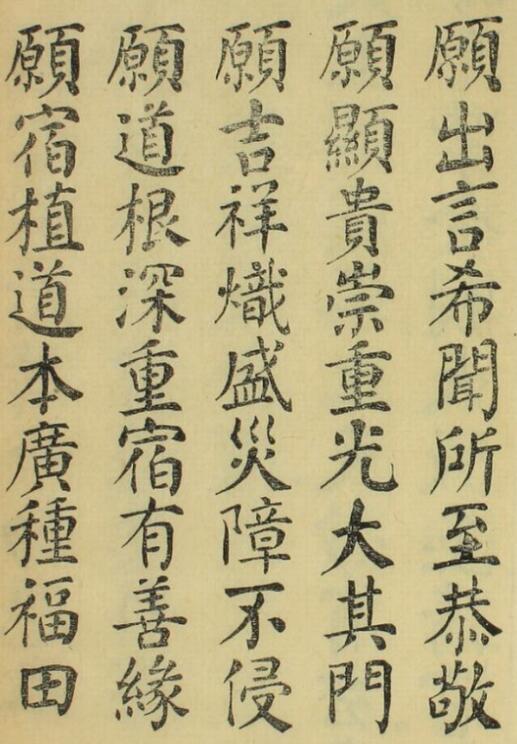 願出言希聞所至恭敬
願顯貴崇重光大其門
願吉祥熾盛災障不侵
願道根深重宿有善緣
願宿植道本廣種福田